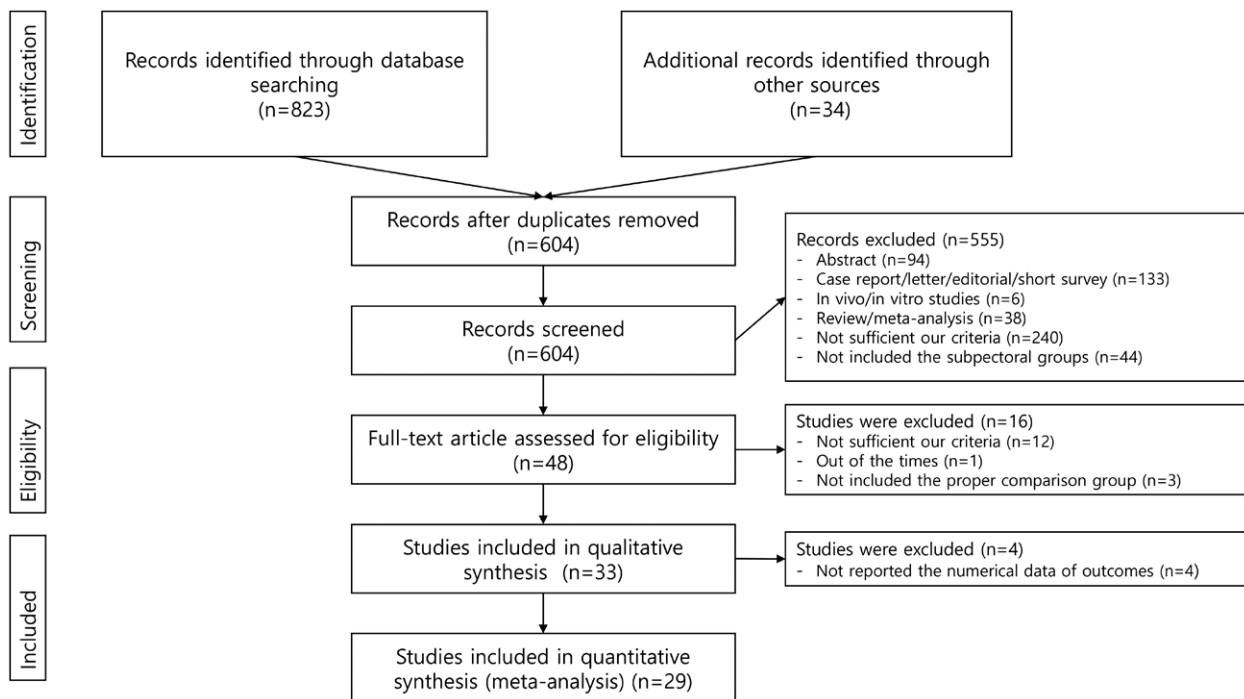 Identification
Records identified through database
searching
(n=823)
Additional records identified through
other sources
(n=34)
Screening
Records after duplicates removed
(n=604)
Records screened
(n=604)
Records excluded (n=555)
- Abstract (n=94)
- Case report/letter/editorial/short survey (n=133)
- In vivo/in vitro studies (n=6)
- Review/meta-analysis (n=38)
- Not sufficient our criteria (n=240)
- Not included the subpectoral groups (n=44)
Eligibility
Full-text article assessed for eligibility
(n=48)
Studies were excluded (n=16)
- Not sufficient our criteria (n=12)
- Out of the times (n=1)
- Not included the proper comparison group (n=3)
Included
Studies included in qualitative
synthesis (n=33)
Studies were excluded (n=4)
- Not reported the numerical data of outcomes (n=4)
Studies included in quantitative
synthesis (meta-analysis) (n=29)